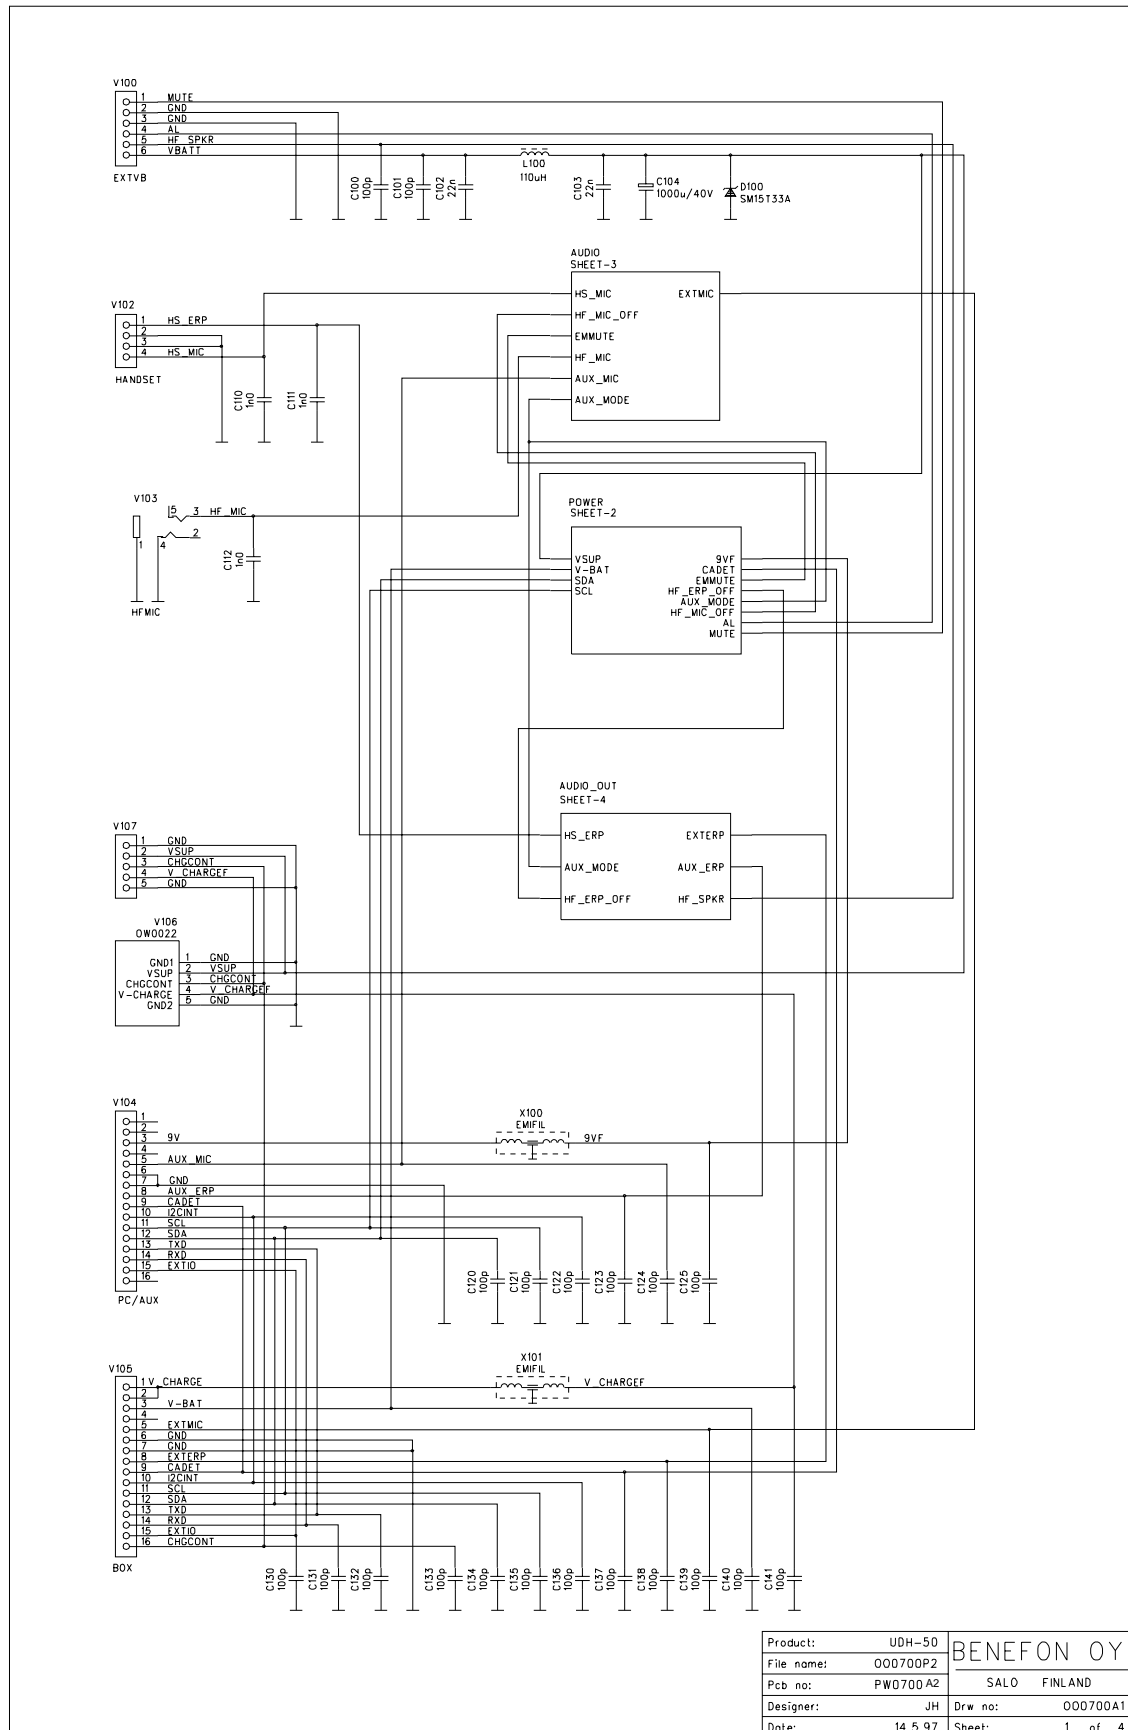 V100
1 MUTE
2 GND
3 GND
4 AL
5 HF_SPKR
6 VBATT
EXTVB
C100 100p
C101 100p
C102 22n
L100
110uH
C103 22n
C104
1000u/40V
D100
SM15T33A
AUDIO
SHEET-3
HS_MIC EXTMIC
HF_MIC_OFF
EMMUTE
HF_MIC
AUX_MIC
AUX_MODE
V102
1 HS_ERP
2
3
4 HS_MIC
HANDSET
C110 1n0
C111 1n0
V103
5 3 HF_MIC
4 2
1
C112 1n0
HFMIC
POWER
SHEET-2
VSUP 9VF
V-BAT CADET
SDA EMMUTE
SCL HF_ERP_OFF
AUX_MODE
HF_MIC_OFF
AL
MUTE
AUDIO_OUT
SHEET-4
HS_ERP EXTERP
AUX_MODE AUX_ERP
HF_ERP_OFF HF_SPKR
V107
1 GND
2 VSUP
3 CHGCONT
4 V_CHARGEF
5 GND
V106
OW0022
GND1 1 GND
VSUP 2 VSUP
CHGCONT 3 CHGCONT
V-CHARGE 4 V_CHARGEF
GND2 5 GND
V104
1
2
3 9V
4
5 AUX_MIC
6
7 GND
8 AUX_ERP
9 CADET
10 I2CINT
11 SCL
12 SDA
13 TXD
14 RXD
15 EXTIO
16
PC/AUX
X100
EMIFIL
9VF
C120 100p
C121 100p
C122 100p
C123 100p
C124 100p
C125 100p
V105
1 V_CHARGE
2
3 V-BAT
4
5 EXTMIC
6 GND
7 GND
8 EXTERP
9 CADET
10 I2CINT
11 SCL
12 SDA
13 TXD
14 RXD
15 EXTIO
16 CHGCONT
BOX
X101
EMIFIL
V_CHARGEF
C130 100p
C131 100p
C132 100p
C133 100p
C134 100p
C135 100p
C136 100p
C137 100p
C138 100p
C139 100p
C140 100p
C141 100p
Product: UDH-50
File name: OO0700P2
Pcb no: PW0700 A2
Designer: JH
Date: 14.5.97
BENEFON OY
SALO FINLAND
Drw no: OO0700A1
Sheet: 1 of 4